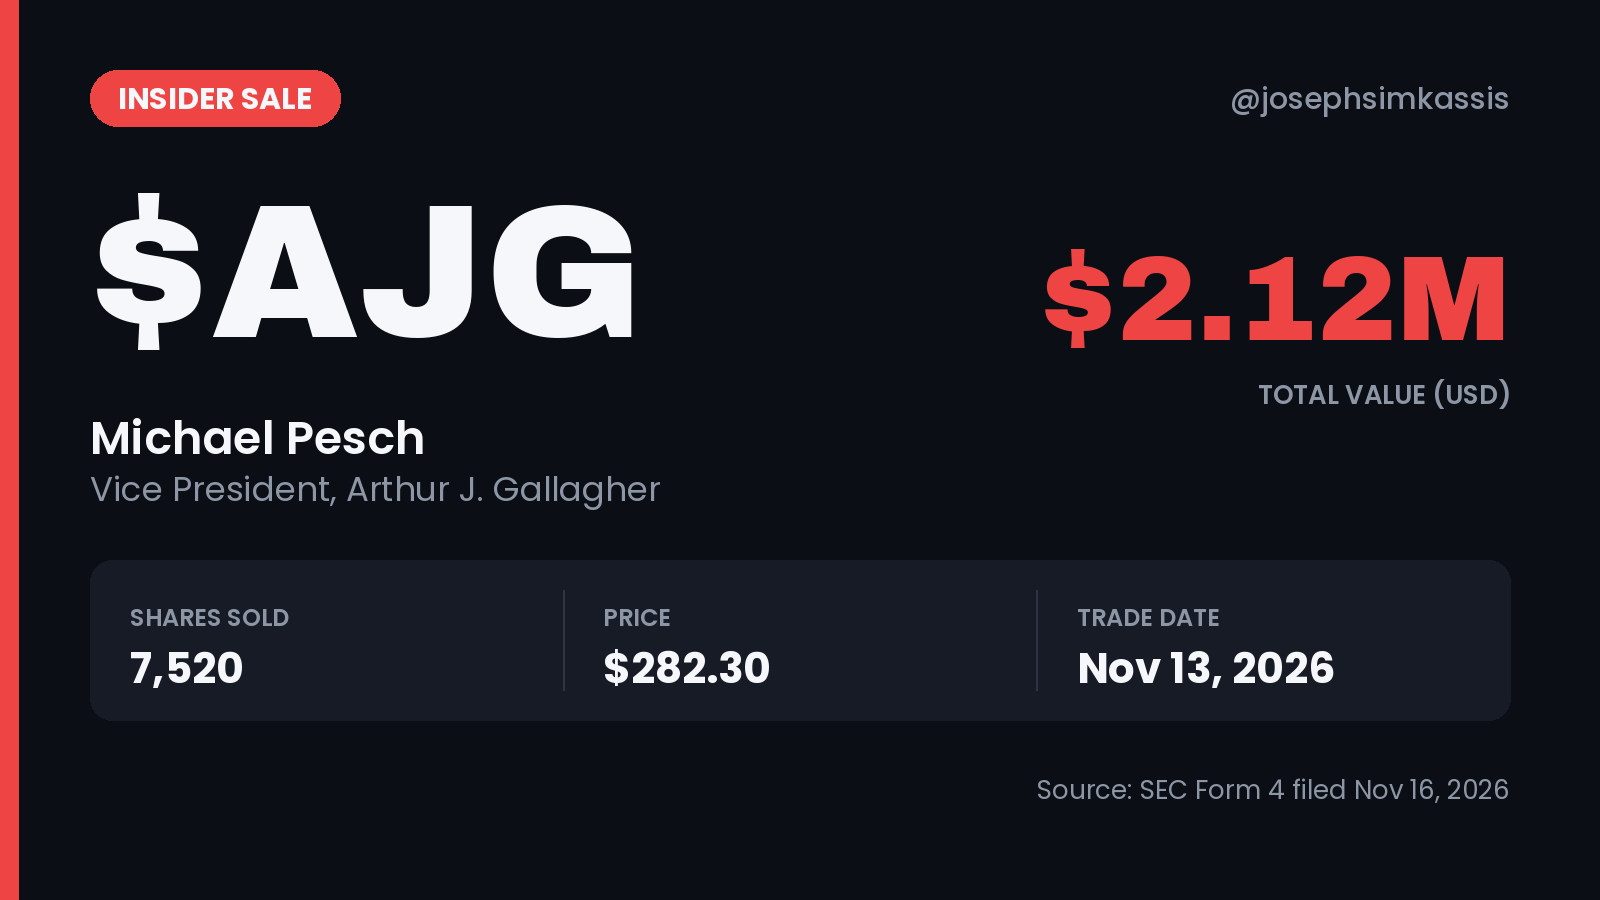 INSIDER SALE
@josephsimkassis
$AJG
$2.12M
TOTAL VALUE (USD)
Michael Pesch
Vice President, Arthur J. Gallagher
SHARES SOLD
7,520
PRICE
$282.30
TRADE DATE
Nov 13, 2026
Source: SEC Form 4 filed Nov 16, 2026